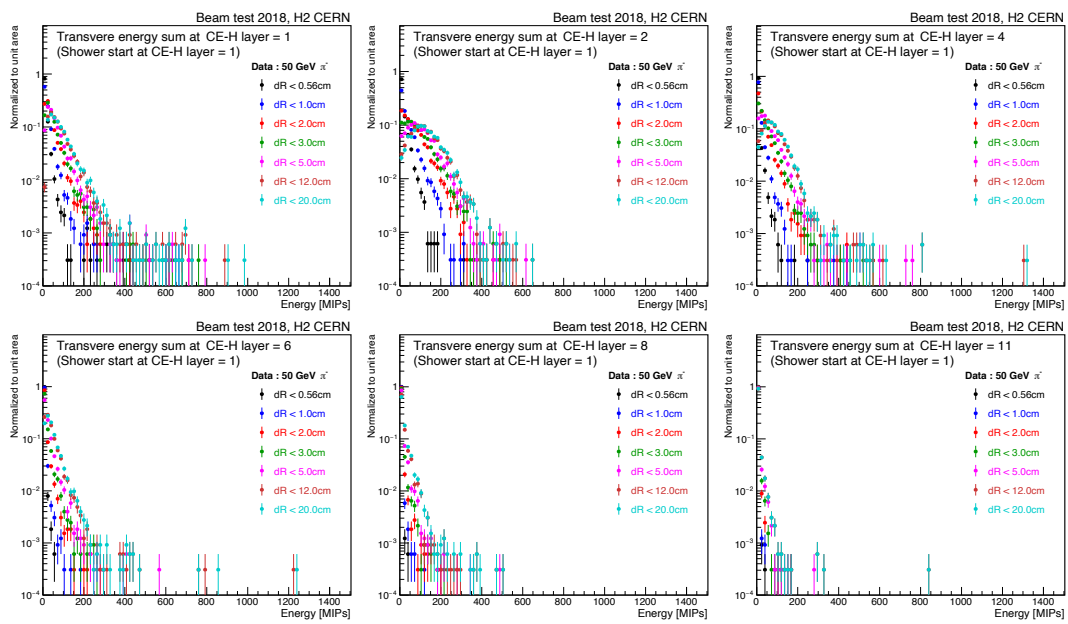 Beam test 2018, H2 CERN
Transvere energy sum at CE-H layer = 1
(Shower start at CE-H layer = 1)
Data : 50 GeV π-
dR < 0.56cm
dR < 1.0cm
dR < 2.0cm
dR < 3.0cm
dR < 5.0cm
dR < 12.0cm
dR < 20.0cm
Normalized to unit area
1
10⁻¹
10⁻²
10⁻³
10⁻⁴
0 200 400 600 800 1000 1200 1400
Energy [MIPs]
Beam test 2018, H2 CERN
Transvere energy sum at CE-H layer = 2
(Shower start at CE-H layer = 1)
Data : 50 GeV π-
dR < 0.56cm
dR < 1.0cm
dR < 2.0cm
dR < 3.0cm
dR < 5.0cm
dR < 12.0cm
dR < 20.0cm
Normalized to unit area
1
10⁻¹
10⁻²
10⁻³
10⁻⁴
0 200 400 600 800 1000 1200 1400
Energy [MIPs]
Beam test 2018, H2 CERN
Transvere energy sum at CE-H layer = 4
(Shower start at CE-H layer = 1)
Data : 50 GeV π-
dR < 0.56cm
dR < 1.0cm
dR < 2.0cm
dR < 3.0cm
dR < 5.0cm
dR < 12.0cm
dR < 20.0cm
Normalized to unit area
1
10⁻¹
10⁻²
10⁻³
10⁻⁴
0 200 400 600 800 1000 1200 1400
Energy [MIPs]
Beam test 2018, H2 CERN
Transvere energy sum at CE-H layer = 6
(Shower start at CE-H layer = 1)
Data : 50 GeV π-
dR < 0.56cm
dR < 1.0cm
dR < 2.0cm
dR < 3.0cm
dR < 5.0cm
dR < 12.0cm
dR < 20.0cm
Normalized to unit area
1
10⁻¹
10⁻²
10⁻³
10⁻⁴
0 200 400 600 800 1000 1200 1400
Energy [MIPs]
Beam test 2018, H2 CERN
Transvere energy sum at CE-H layer = 8
(Shower start at CE-H layer = 1)
Data : 50 GeV π-
dR < 0.56cm
dR < 1.0cm
dR < 2.0cm
dR < 3.0cm
dR < 5.0cm
dR < 12.0cm
dR < 20.0cm
Normalized to unit area
1
10⁻¹
10⁻²
10⁻³
10⁻⁴
0 200 400 600 800 1000 1200 1400
Energy [MIPs]
Beam test 2018, H2 CERN
Transvere energy sum at CE-H layer = 11
(Shower start at CE-H layer = 1)
Data : 50 GeV π-
dR < 0.56cm
dR < 1.0cm
dR < 2.0cm
dR < 3.0cm
dR < 5.0cm
dR < 12.0cm
dR < 20.0cm
Normalized to unit area
1
10⁻¹
10⁻²
10⁻³
10⁻⁴
0 200 400 600 800 1000 1200 1400
Energy [MIPs]